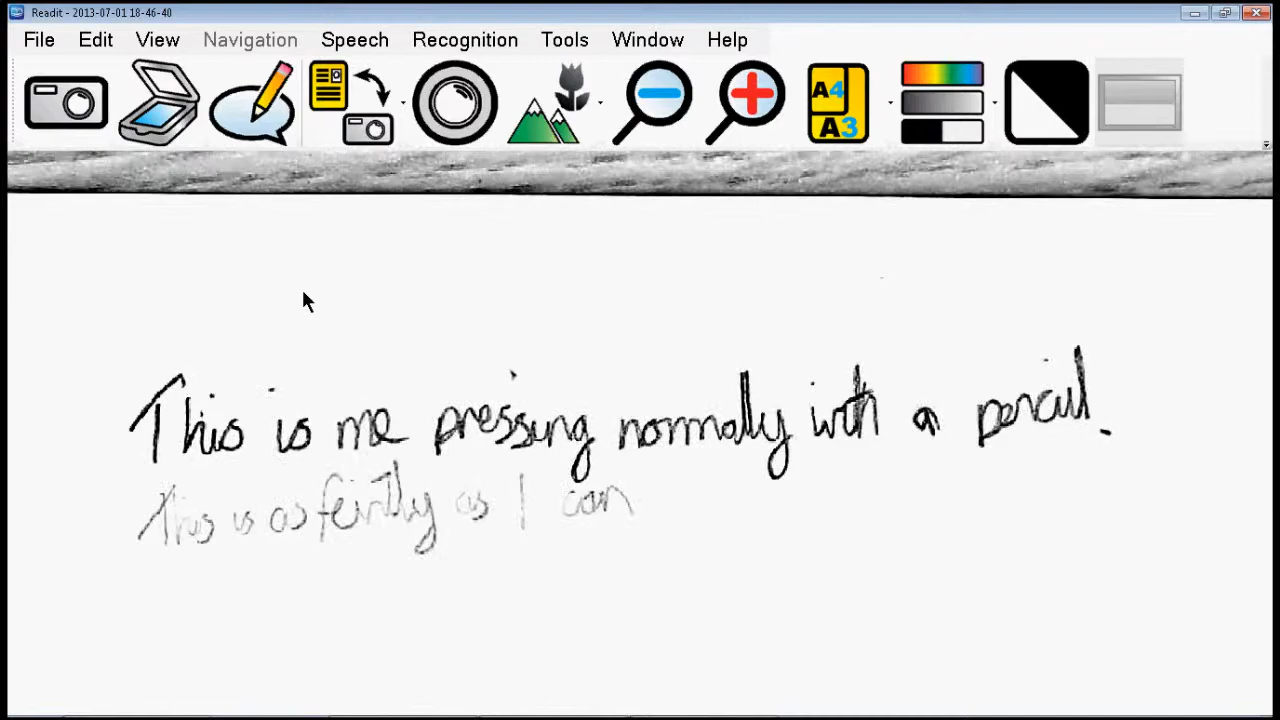 Readit - 2013-07-01 18-46-40
File Edit View Navigation Speech Recognition Tools Window Help
A4
A3
This is me pressing normally with a pencil.
This is as feintly as I can